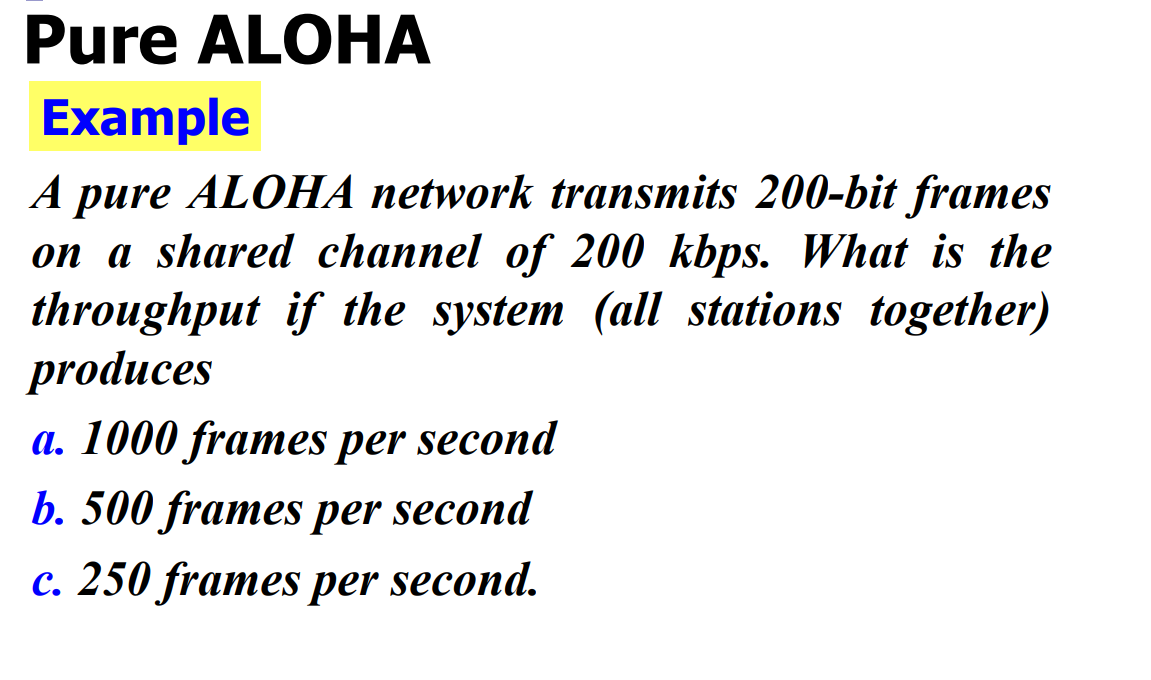 Pure ALOHA
Example
A pure ALOHA network transmits 200-bit frames
on a shared channel of 200 kbps. What is the
throughput if the system (all stations together)
produces
a. 1000 frames per second
b. 500 frames per second
c. 250 frames per second.